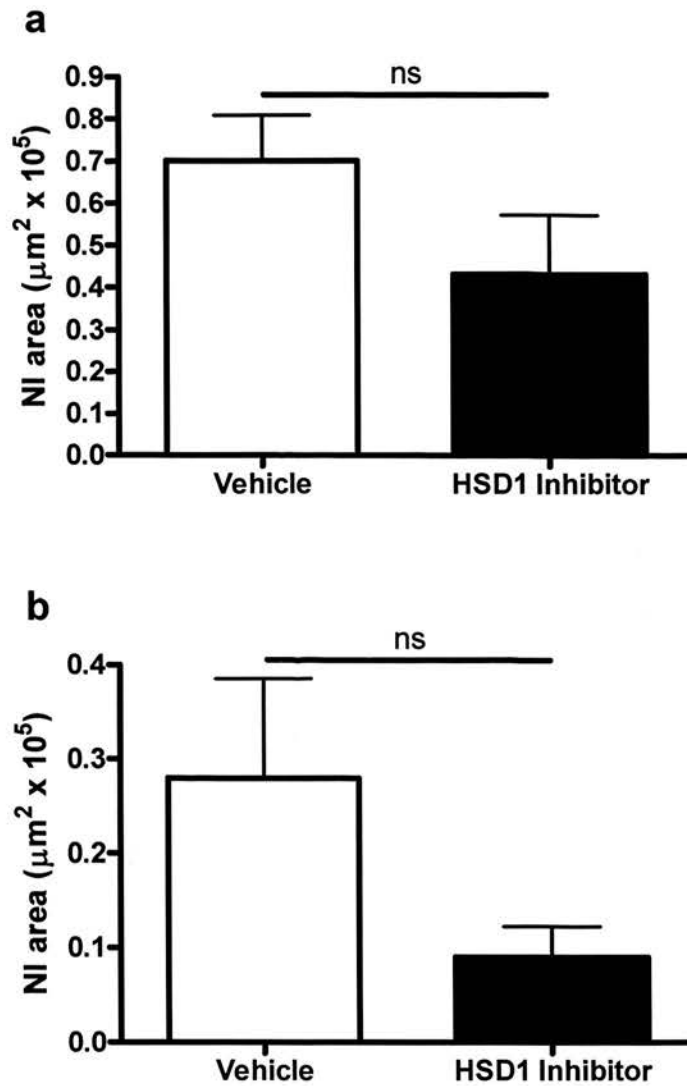 a
ns
NI area (μm² x 10⁵)
0.9
0.8
0.7
0.6
0.5
0.4
0.3
0.2
0.1
0.0
Vehicle HSD1 Inhibitor
b
ns
NI area (μm² x 10⁵)
0.4
0.3
0.2
0.1
0.0
Vehicle HSD1 Inhibitor